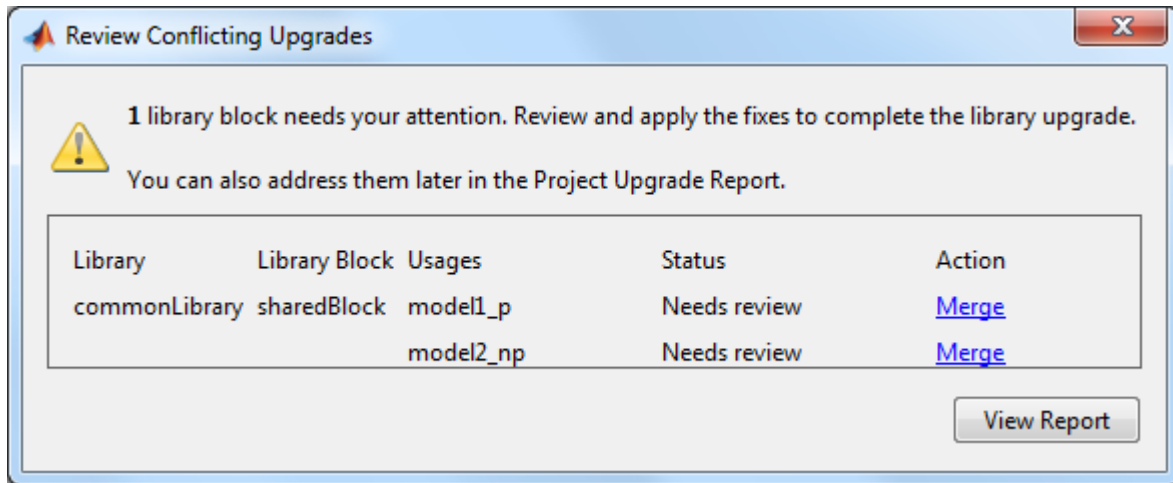 Review Conflicting Upgrades
1 library block needs your attention. Review and apply the fixes to complete the library upgrade.
You can also address them later in the Project Upgrade Report.
Library Library Block Usages Status Action
commonLibrary sharedBlock model1_p Needs review Merge
model2_np Needs review Merge
View Report